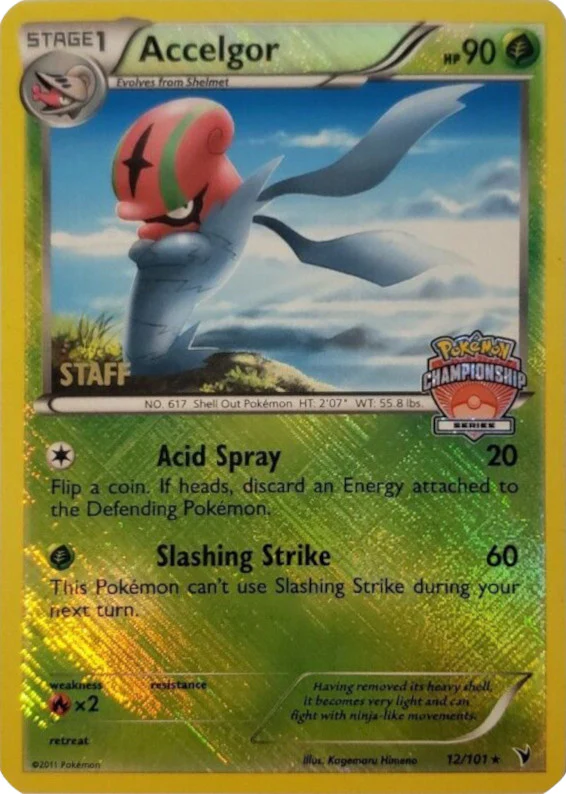 STAGE1
Accelgor
HP 90
Evolves from Shelmet
STAFF
Pokémon
CHAMPIONSHIP
SERIES
NO. 617 Shell Out Pokémon. HT: 2'07" WT: 55.8 lbs.
Acid Spray 20
Flip a coin. If heads, discard an Energy attached to
the Defending Pokémon.
Slashing Strike 60
This Pokémon can't use Slashing Strike during your
next turn.
weakness resistance
×2
Having removed its heavy shell,
it becomes very light and can
fight with ninja-like movements.
retreat
©2011 Pokémon
Illus. Kagemaru Himeno
12/101 ★